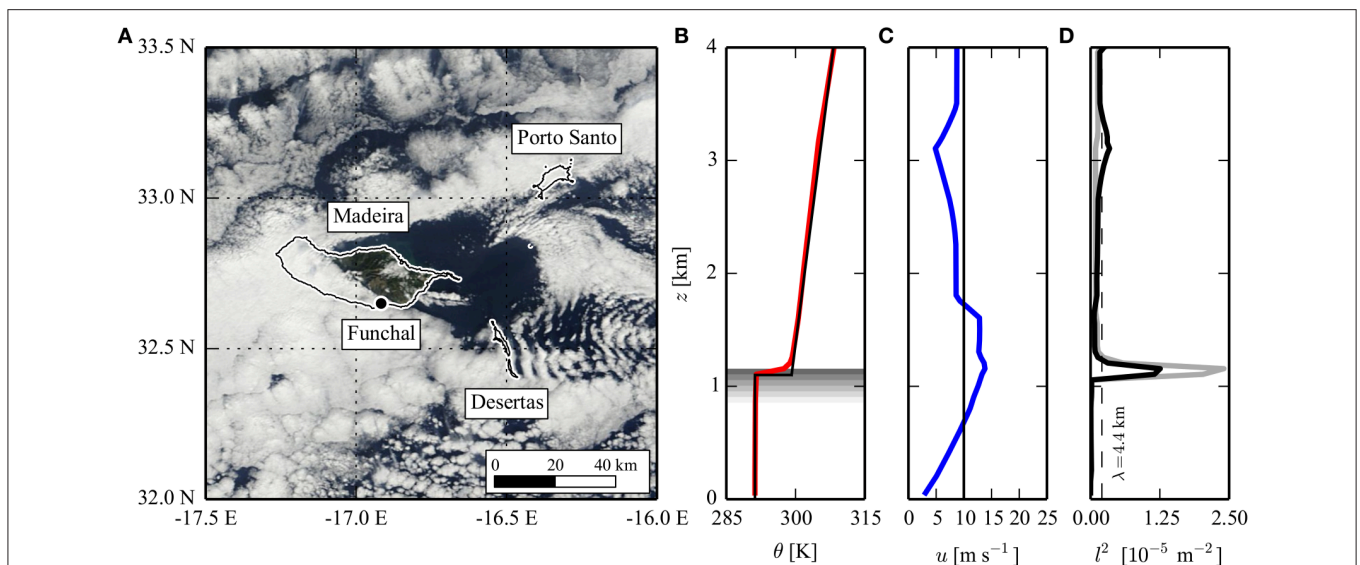 A
33.5 N
33.0 N
32.5 N
32.0 N
-17.5 E
-17.0 E
-16.5 E
-16.0 E
Porto Santo
Madeira
Funchal
Desertas
0 20 40 km
B
4
3
2
1
0
z [km]
285 300 315
θ [K]
C
0 5 10 15 20 25
u [m s⁻¹]
D
λ = 4.4 km
0.00 1.25 2.50
l² [10⁻⁵ m⁻²]